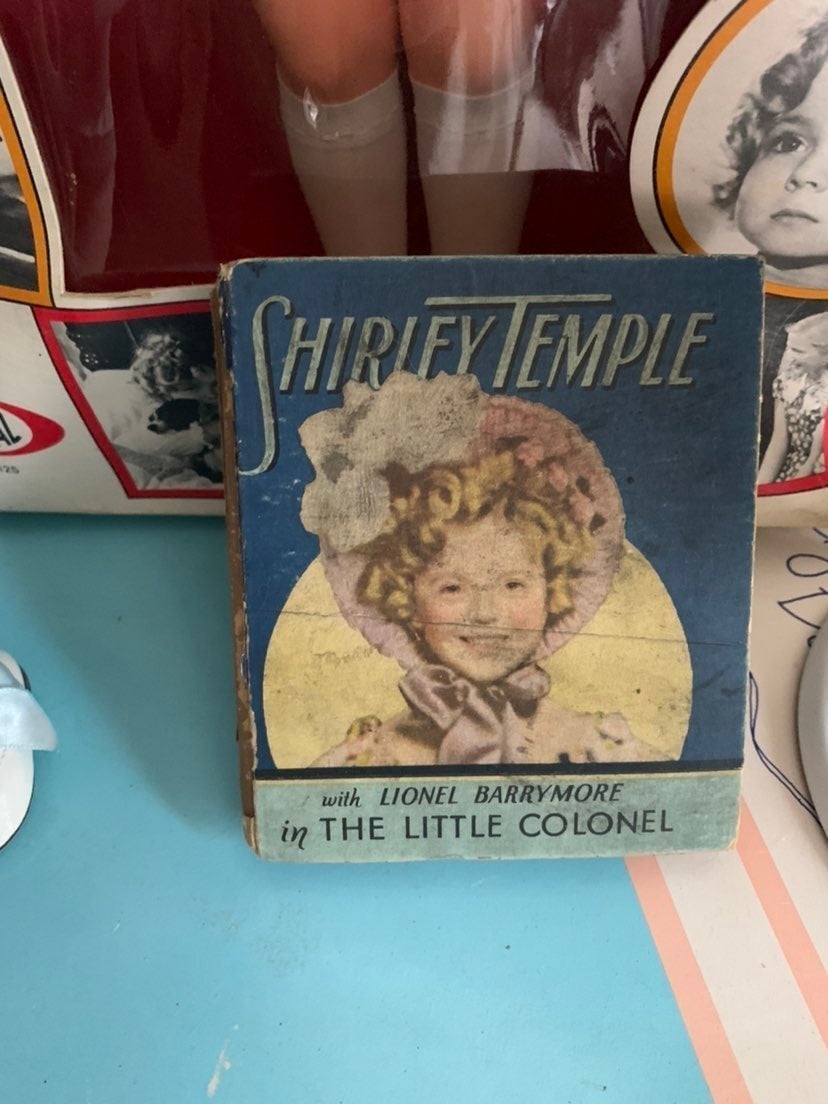 SHIRLEY TEMPLE
with LIONEL BARRYMORE
in THE LITTLE COLONEL